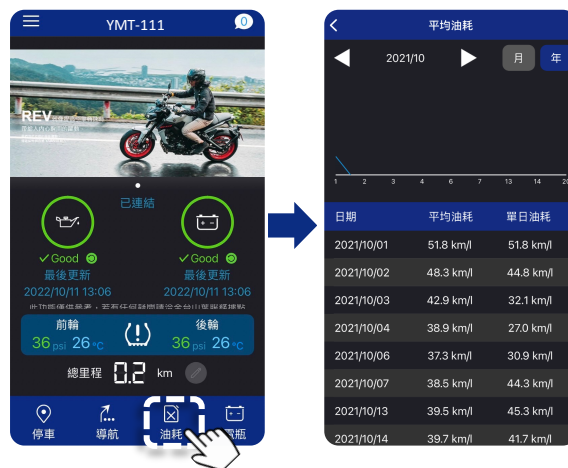 YMT-111
0
REV
已連結
Good
Good
最後更新
最後更新
2022/10/11 13:06
2022/10/11 13:06
前輪
後輪
36 psi 26 °C
36 psi 26 °C
總里程 0.2 km
停車
導航
油耗
電瓶
平均油耗
2021/10
月
年
1 2 3 4 6 7 13 14 20
日期 平均油耗 單日油耗
2021/10/01 51.8 km/l 51.8 km/l
2021/10/02 48.3 km/l 44.8 km/l
2021/10/03 42.9 km/l 32.1 km/l
2021/10/04 38.9 km/l 27.0 km/l
2021/10/06 37.3 km/l 30.9 km/l
2021/10/07 38.5 km/l 44.3 km/l
2021/10/13 39.5 km/l 45.3 km/l
2021/10/14 39.7 km/l 41.7 km/l